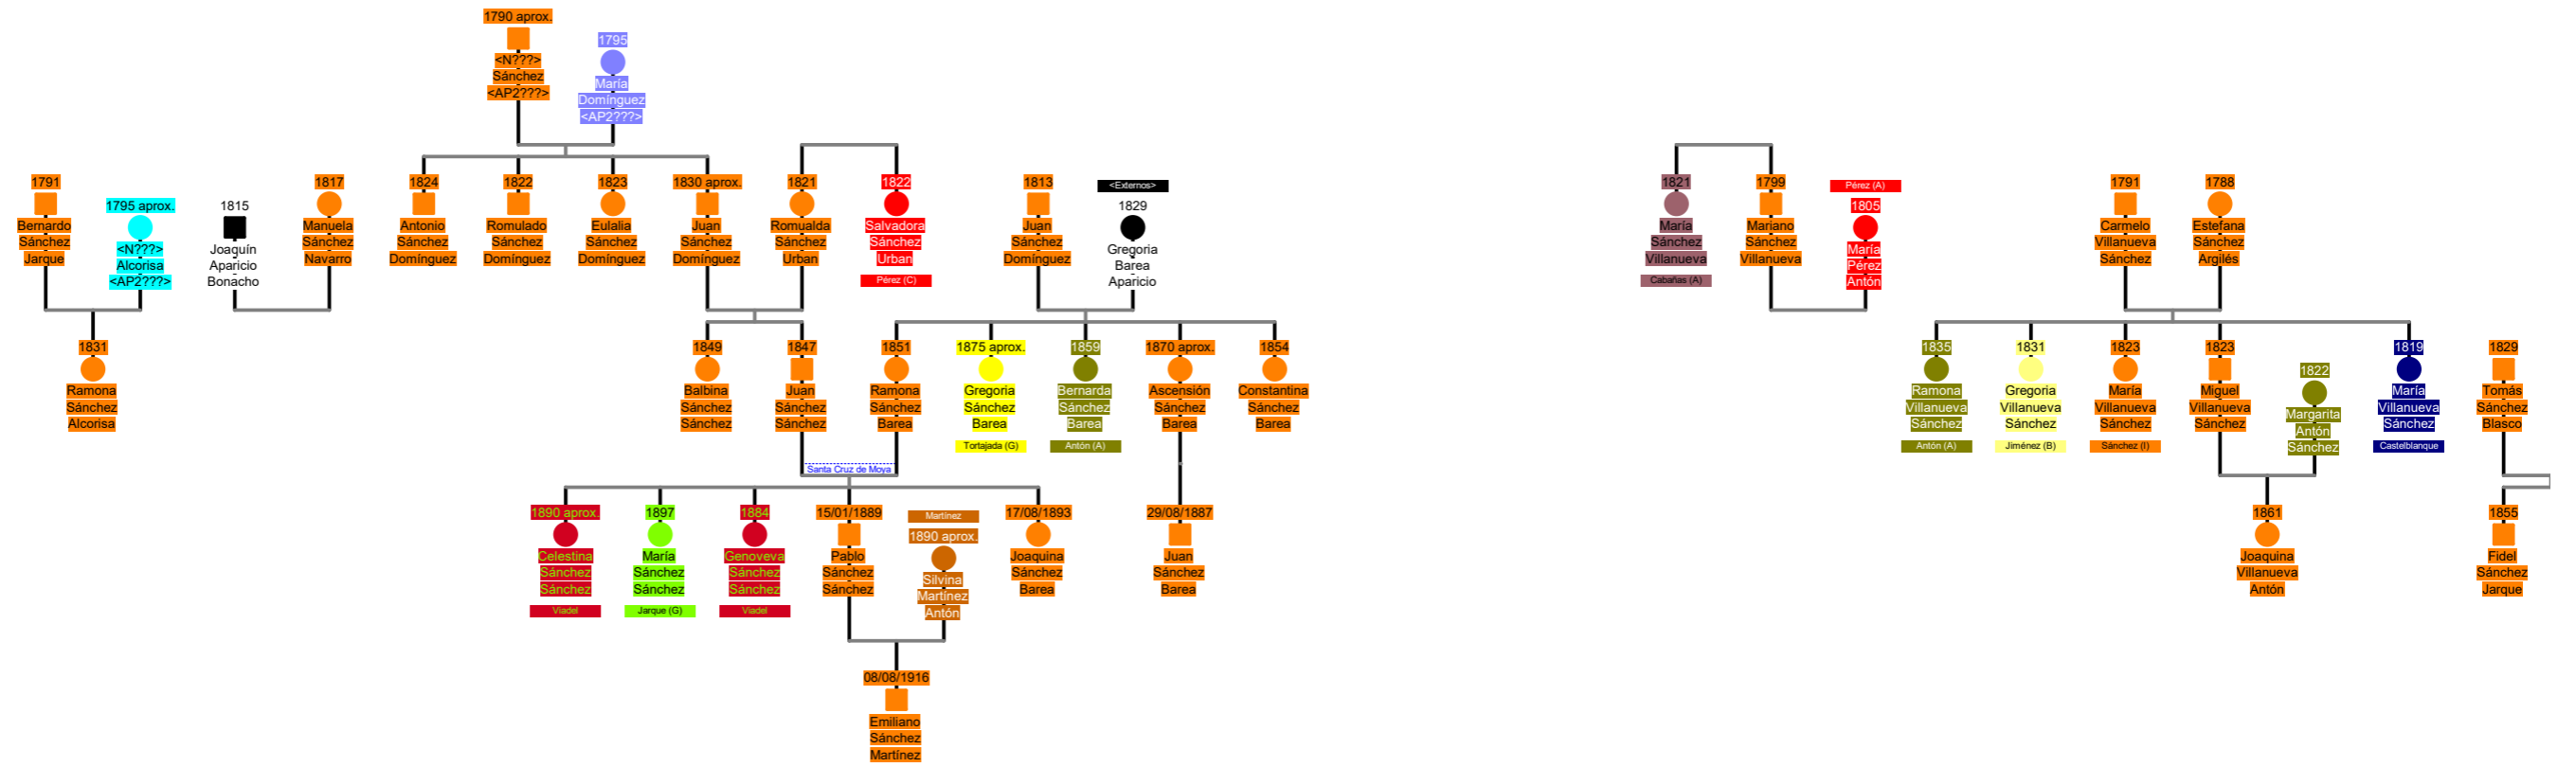 1790 aprox.
<N???>
Sánchez
<AP2???>
1795
María
Domínguez
<AP2???>
1791
Bernardo
Sánchez
Jarque
1795 aprox.
<N???>
Alcorisa
<AP2???>
1815
Joaquín
Aparicio
Bonacho
1817
Manuela
Sánchez
Navarro
1824
Antonio
Sánchez
Domínguez
1822
Romulado
Sánchez
Domínguez
1823
Eulalia
Sánchez
Domínguez
1830 aprox.
Juan
Sánchez
Domínguez
1821
Romualda
Sánchez
Urban
1822
Salvadora
Sánchez
Urban
Pérez (C)
1813
Juan
Sánchez
Domínguez
<Externos>
1829
Gregoria
Barea
Aparicio
1821
María
Sánchez
Villanueva
Cabañas (A)
1799
Mariano
Sánchez
Villanueva
Pérez (A)
1805
María
Pérez
Antón
1791
Carmelo
Villanueva
Sánchez
1788
Estefana
Sánchez
Argilés
1831
Ramona
Sánchez
Alcorisa
1849
Balbina
Sánchez
Sánchez
1847
Juan
Sánchez
Sánchez
1851
Ramona
Sánchez
Barea
1875 aprox.
Gregoria
Sánchez
Barea
Tortajada (G)
1859
Bernarda
Sánchez
Barea
Antón (A)
1870 aprox.
Ascensión
Sánchez
Barea
1854
Constantina
Sánchez
Barea
1835
Ramona
Villanueva
Sánchez
Antón (A)
1831
Gregoria
Villanueva
Sánchez
Jiménez (B)
1823
María
Villanueva
Sánchez
Sánchez (I)
1823
Miguel
Villanueva
Sánchez
1822
Margarita
Antón
Sánchez
1819
María
Villanueva
Sánchez
Castelblanque
1829
Tomás
Sánchez
Blasco
Santa Cruz de Moya
1890 aprox.
Celestina
Sánchez
Sánchez
Viadel
1897
María
Sánchez
Sánchez
Jarque (G)
1884
Genoveva
Sánchez
Sánchez
Viadel
15/01/1889
Pablo
Sánchez
Sánchez
Martínez
1890 aprox.
Silvina
Martínez
Antón
17/08/1893
Joaquina
Sánchez
Barea
29/08/1887
Juan
Sánchez
Barea
1861
Joaquina
Villanueva
Antón
1855
Fidel
Sánchez
Jarque
08/08/1916
Emiliano
Sánchez
Martínez